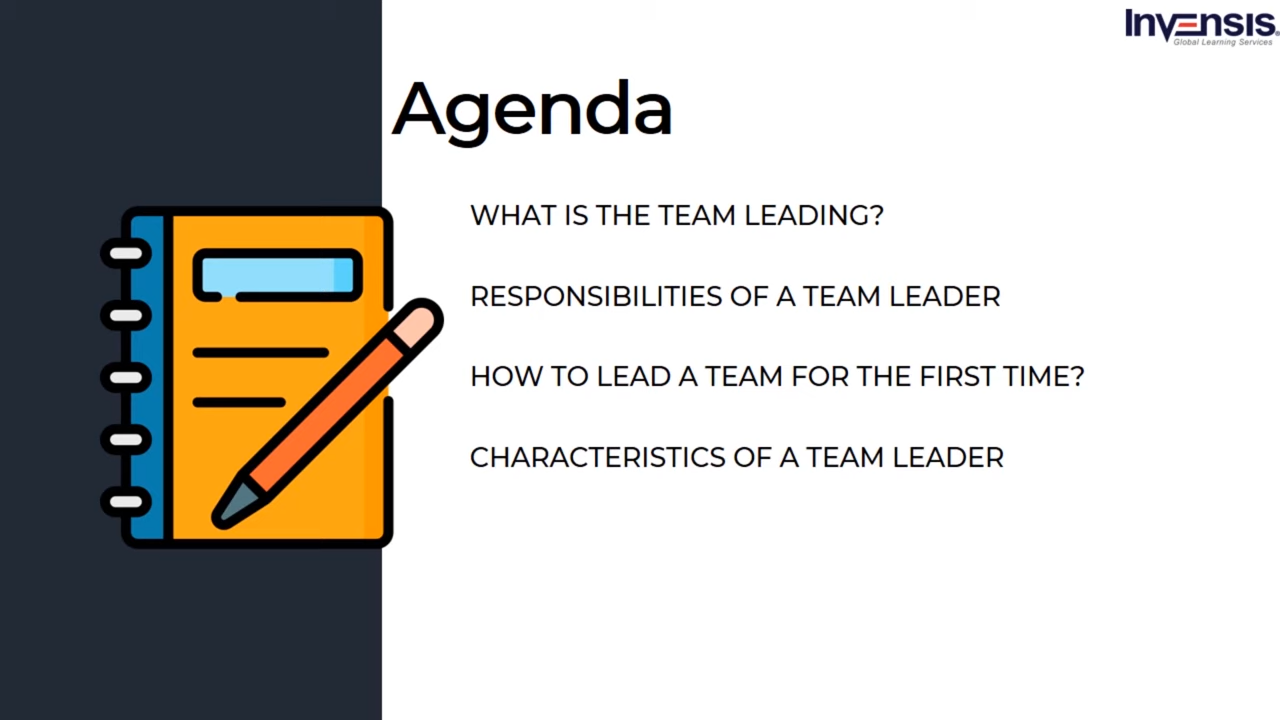 Invensis®
Global Learning Services
Agenda
WHAT IS THE TEAM LEADING?
RESPONSIBILITIES OF A TEAM LEADER
HOW TO LEAD A TEAM FOR THE FIRST TIME?
CHARACTERISTICS OF A TEAM LEADER